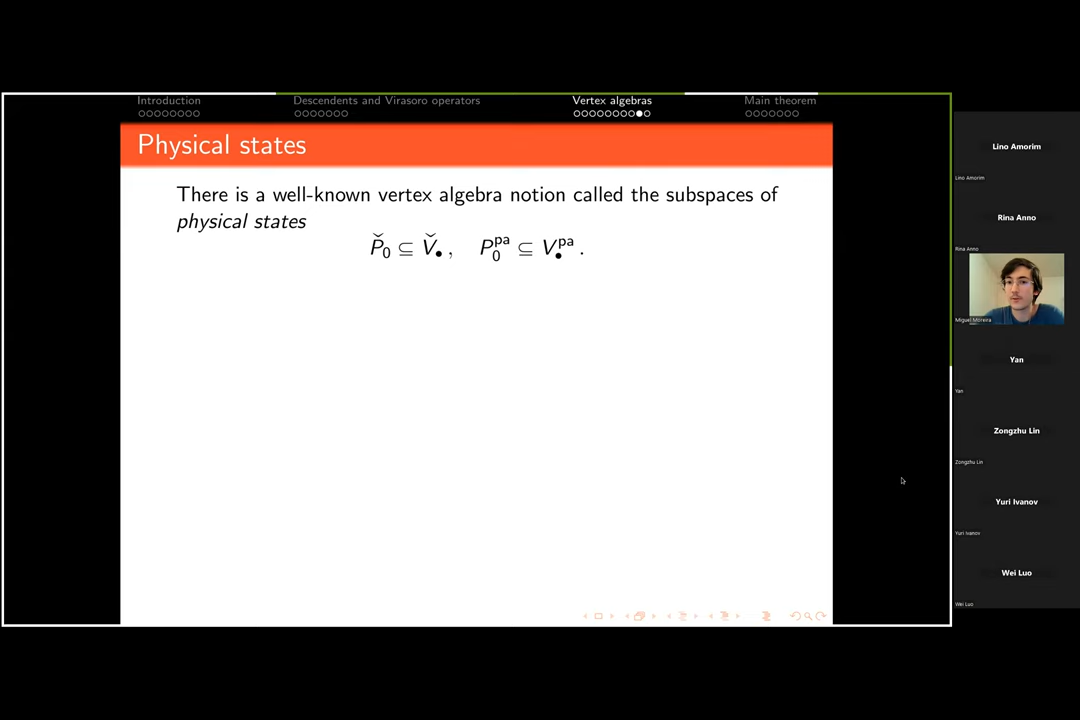 Introduction
Descendents and Virasoro operators
Vertex algebras
Main theorem
Physical states
There is a well-known vertex algebra notion called the subspaces of
physical states
P̌₀ ⊆ V̌•, P₀^pa ⊆ V•^pa.
Lino Amorim
Lino Amorim
Rina Anno
Rina Anno
Miguel Moreira
Yan
Yan
Zongzhu Lin
Zongzhu Lin
Yuri Ivanov
Yuri Ivanov
Wei Luo
Wei Luo